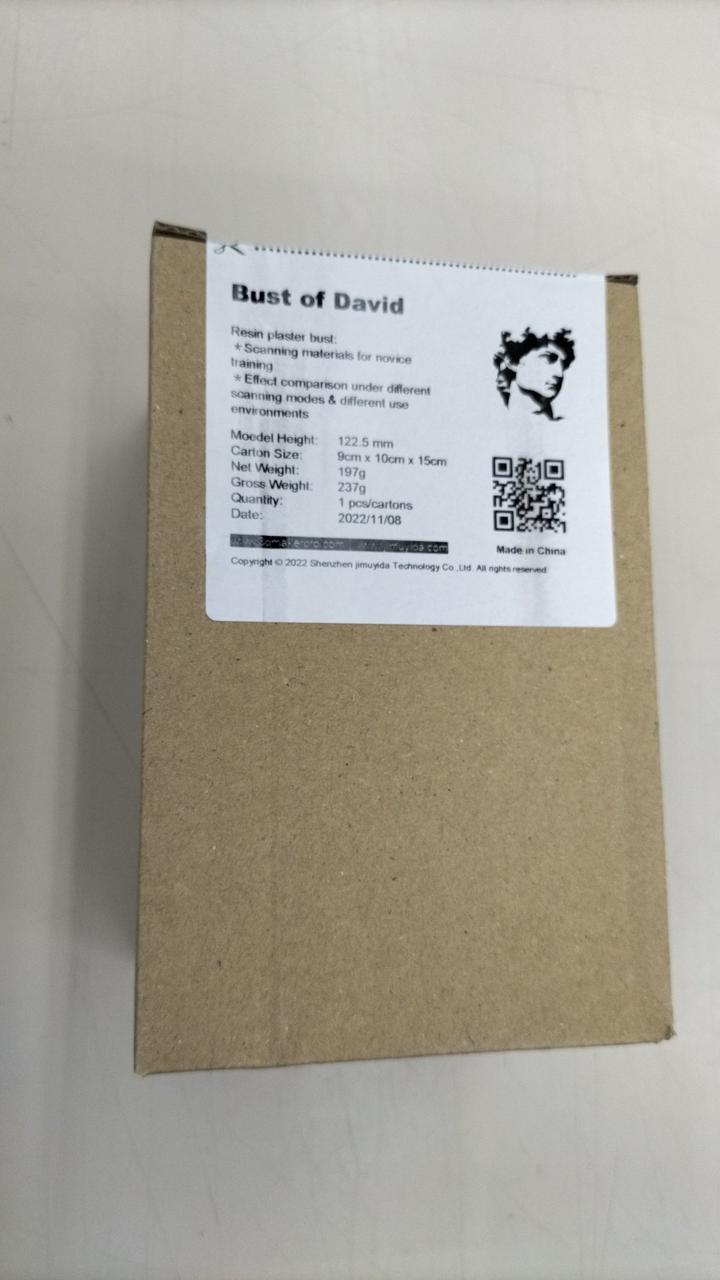 Bust of David
Resin plaster bust:
* Scanning materials for novice
training
* Effect comparison under different
scanning modes & different use
environments
Moedel Height: 122.5 mm
Carton Size: 9cm x 10cm x 15cm
Net Weight: 197g
Gross Weight: 237g
Quantity: 1 pcs/cartons
Date: 2022/11/08
www.3dmakerpro.com
Made in China
Copyright © 2022 Shenzhen jimuyida Technology Co.,Ltd. All rights reserved